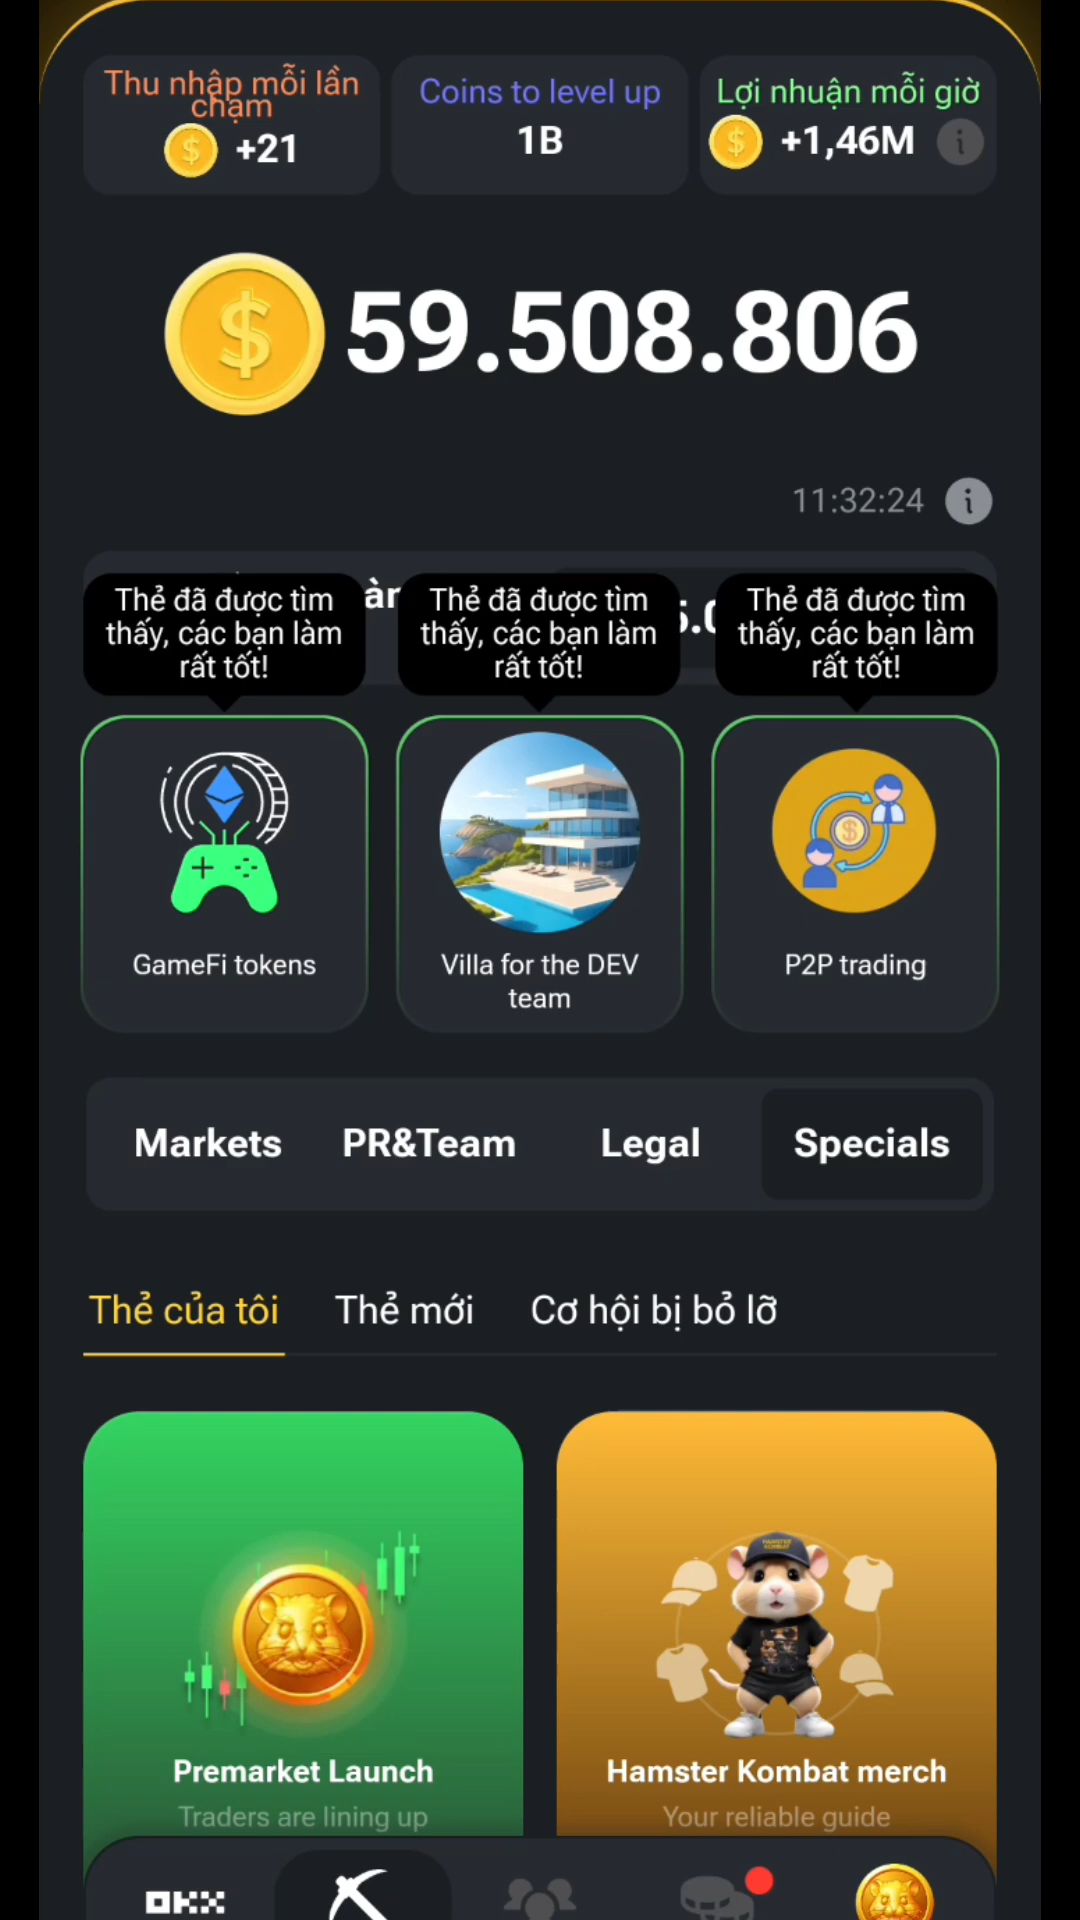 Thu nhập mỗi lần
chạm
+21
Coins to level up
1B
Lợi nhuận mỗi giờ
+1,46M
59.508.806
11:32:24
Thẻ đã được tìm
thấy, các bạn làm
rất tốt!
Thẻ đã được tìm
thấy, các bạn làm
rất tốt!
Thẻ đã được tìm
thấy, các bạn làm
rất tốt!
GameFi tokens
Villa for the DEV
team
P2P trading
Markets
PR&Team
Legal
Specials
Thẻ của tôi
Thẻ mới
Cơ hội bị bỏ lỡ
HAMSTER
KOMBAT
Premarket Launch
Traders are lining up
Hamster Kombat merch
Your reliable guide
OKX